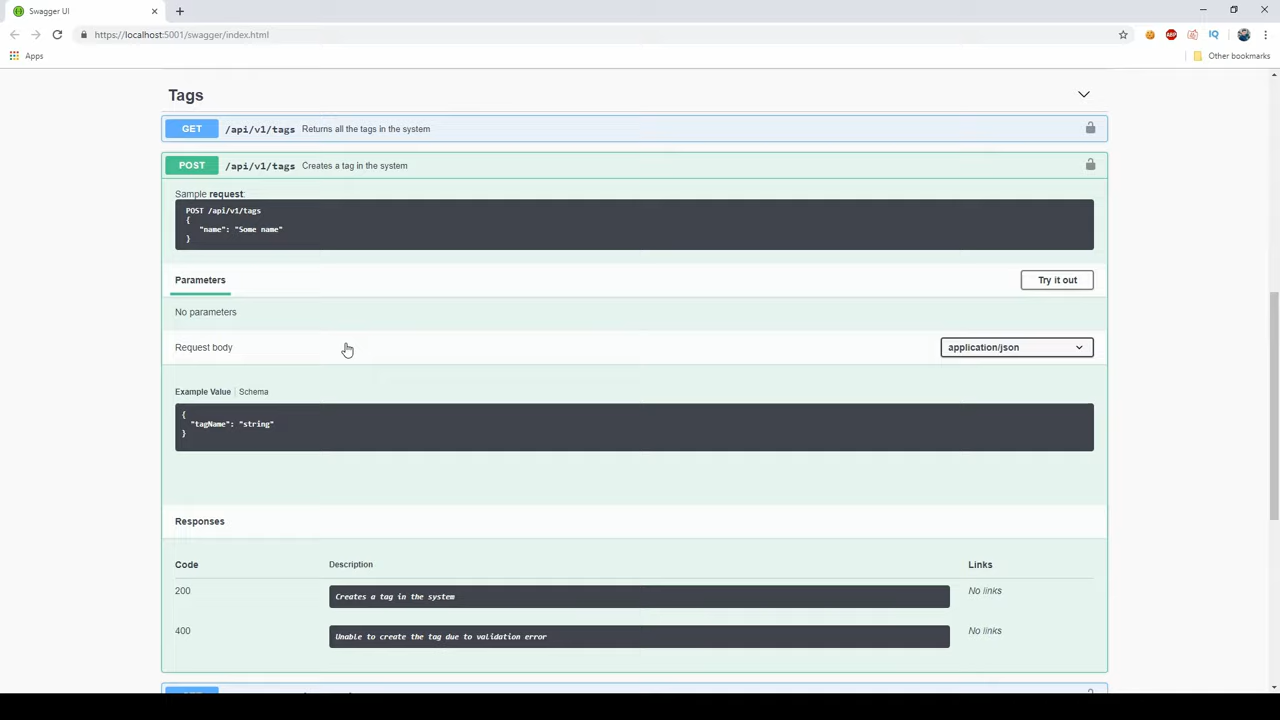 Swagger UI
https://localhost:5001/swagger/index.html
ABP
IQ
Apps
Other bookmarks
Tags
GET /api/v1/tags Returns all the tags in the system
POST /api/v1/tags Creates a tag in the system
Sample request:
POST /api/v1/tags
{
"name": "Some name"
}
Parameters
Try it out
No parameters
Request body
application/json
Example Value | Schema
{
"tagName": "string"
}
Responses
Code Description Links
200 Creates a tag in the system No links
400 Unable to create the tag due to validation error No links